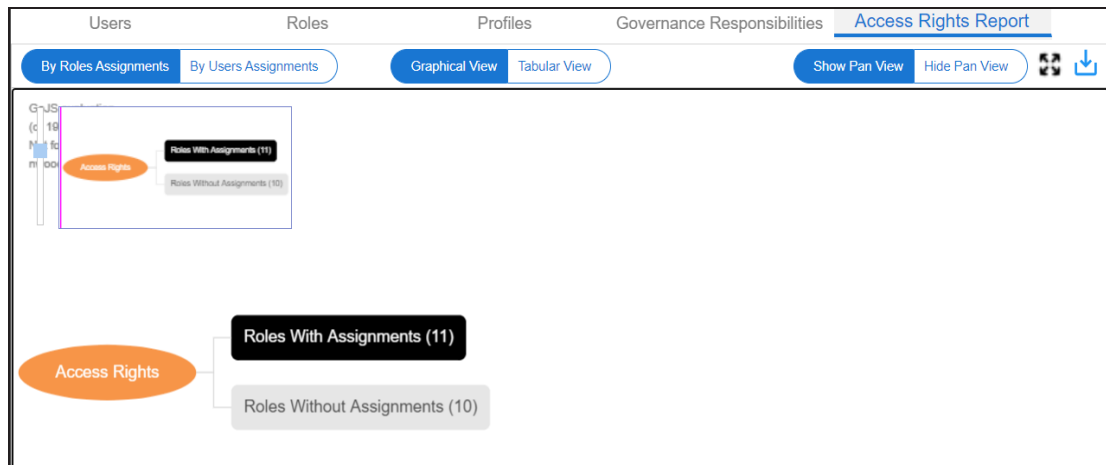 Users Roles Profiles Governance Responsibilities Access Rights Report
By Roles Assignments By Users Assignments Graphical View Tabular View Show Pan View Hide Pan View
Access Rights
Roles With Assignments (11)
Roles Without Assignments (10)
Roles With Assignments (11)
Access Rights
Roles Without Assignments (10)